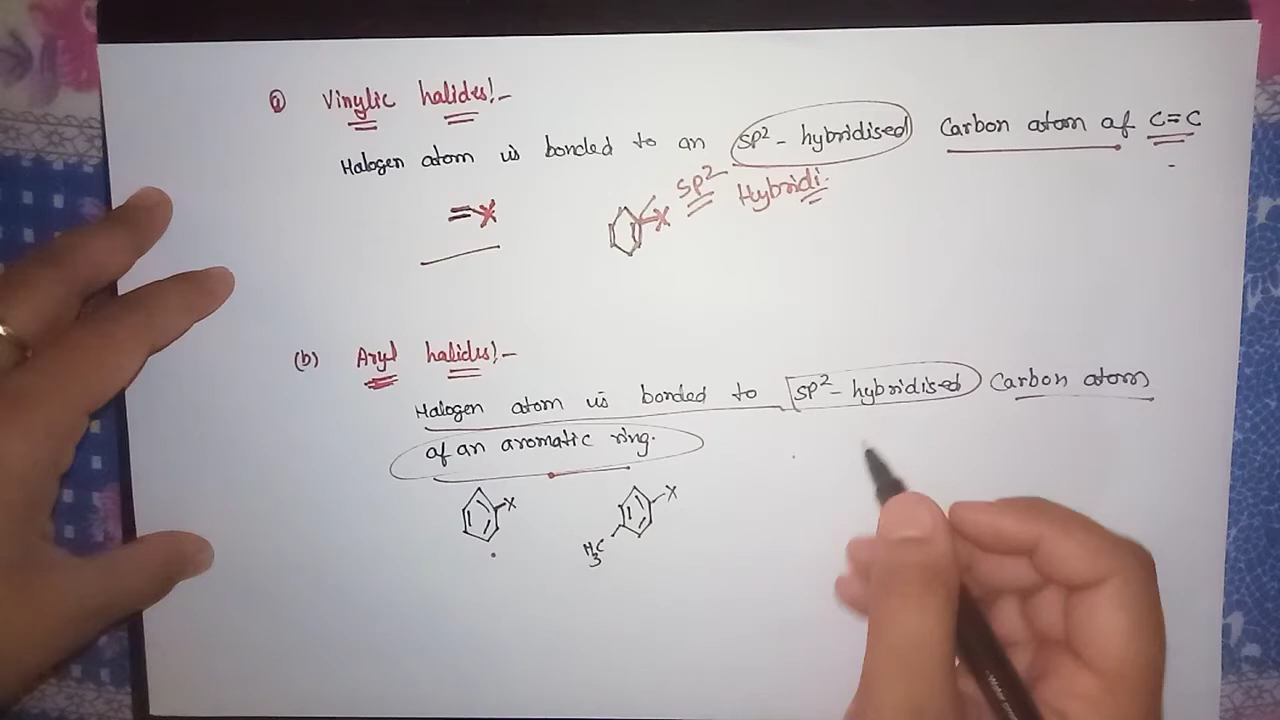 (a) Vinylic halides!-
Halogen atom is bonded to an sp²- hybridised Carbon atom of C=C
=X
X sp² Hybridi.
(b) Aryl halides!-
Halogen atom is bonded to sp²- hybridised Carbon atom
of an aromatic ring.
X
X
H₃C